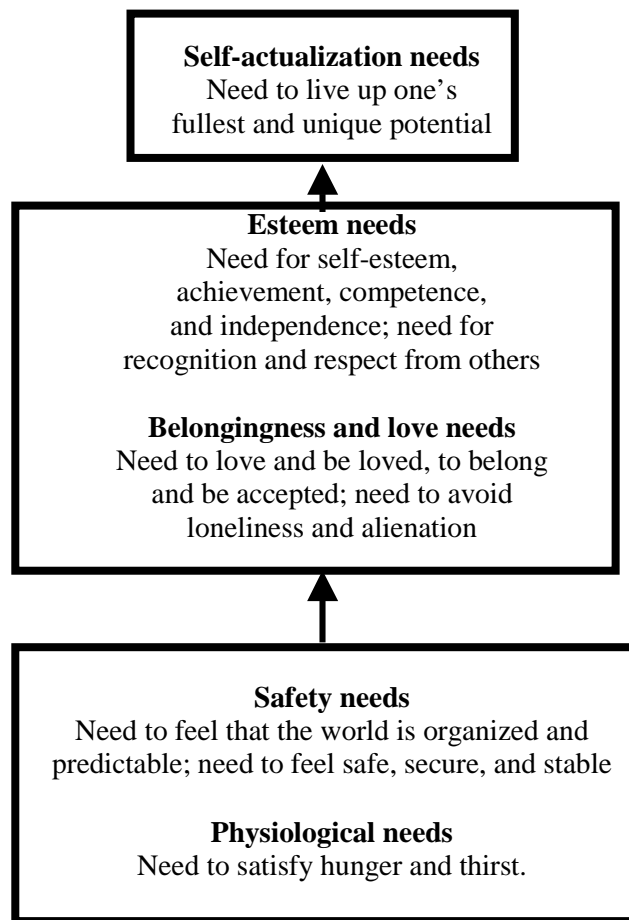 Self-actualization needs
Need to live up one’s
fullest and unique potential
Esteem needs
Need for self-esteem,
achievement, competence,
and independence; need for
recognition and respect from others
Belongingness and love needs
Need to love and be loved, to belong
and be accepted; need to avoid
loneliness and alienation
Safety needs
Need to feel that the world is organized and
predictable; need to feel safe, secure, and stable
Physiological needs
Need to satisfy hunger and thirst.